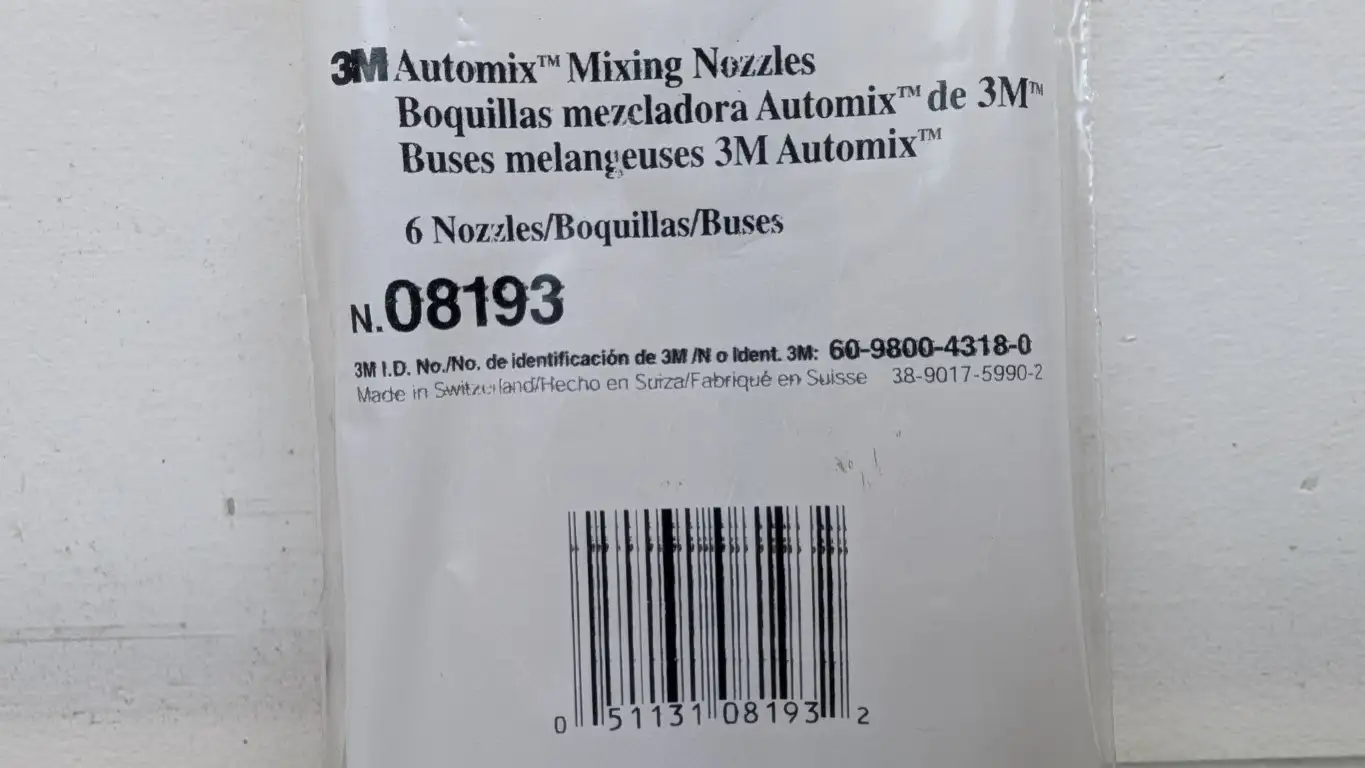 3M Automix™ Mixing Nozzles
Boquillas mezcladora Automix™ de 3M™
Buses melangeuses 3M Automix™
6 Nozzles/Boquillas/Buses
N.08193
3M I.D. No./No. de identificación de 3M /N o Ident. 3M: 60-9800-4318-0
Made in Switzerland/Hecho en Suiza/Fabriqué en Suisse 38-9017-5990-2
0 51131 08193 2